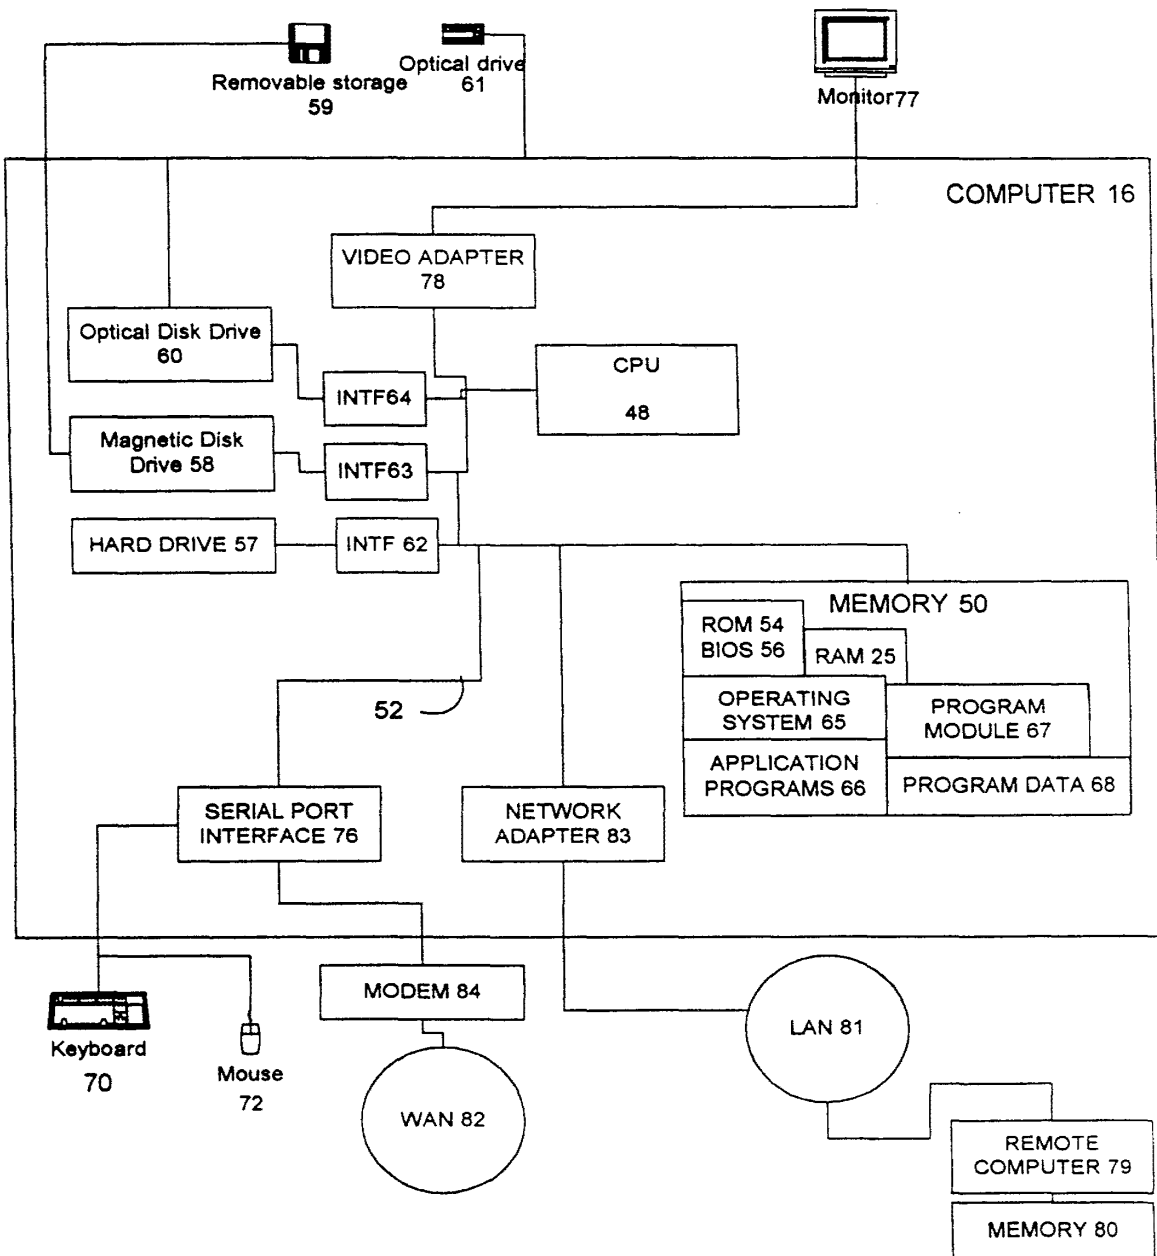 Removable storage
59
Optical drive
61
Monitor77
COMPUTER 16
VIDEO ADAPTER
78
Optical Disk Drive
60
INTF64
CPU
48
Magnetic Disk
Drive 58
INTF63
HARD DRIVE 57
INTF 62
MEMORY 50
ROM 54
BIOS 56
RAM 25
OPERATING
SYSTEM 65
PROGRAM
MODULE 67
APPLICATION
PROGRAMS 66
PROGRAM DATA 68
52
SERIAL PORT
INTERFACE 76
NETWORK
ADAPTER 83
MODEM 84
LAN 81
Keyboard
70
Mouse
72
WAN 82
REMOTE
COMPUTER 79
MEMORY 80